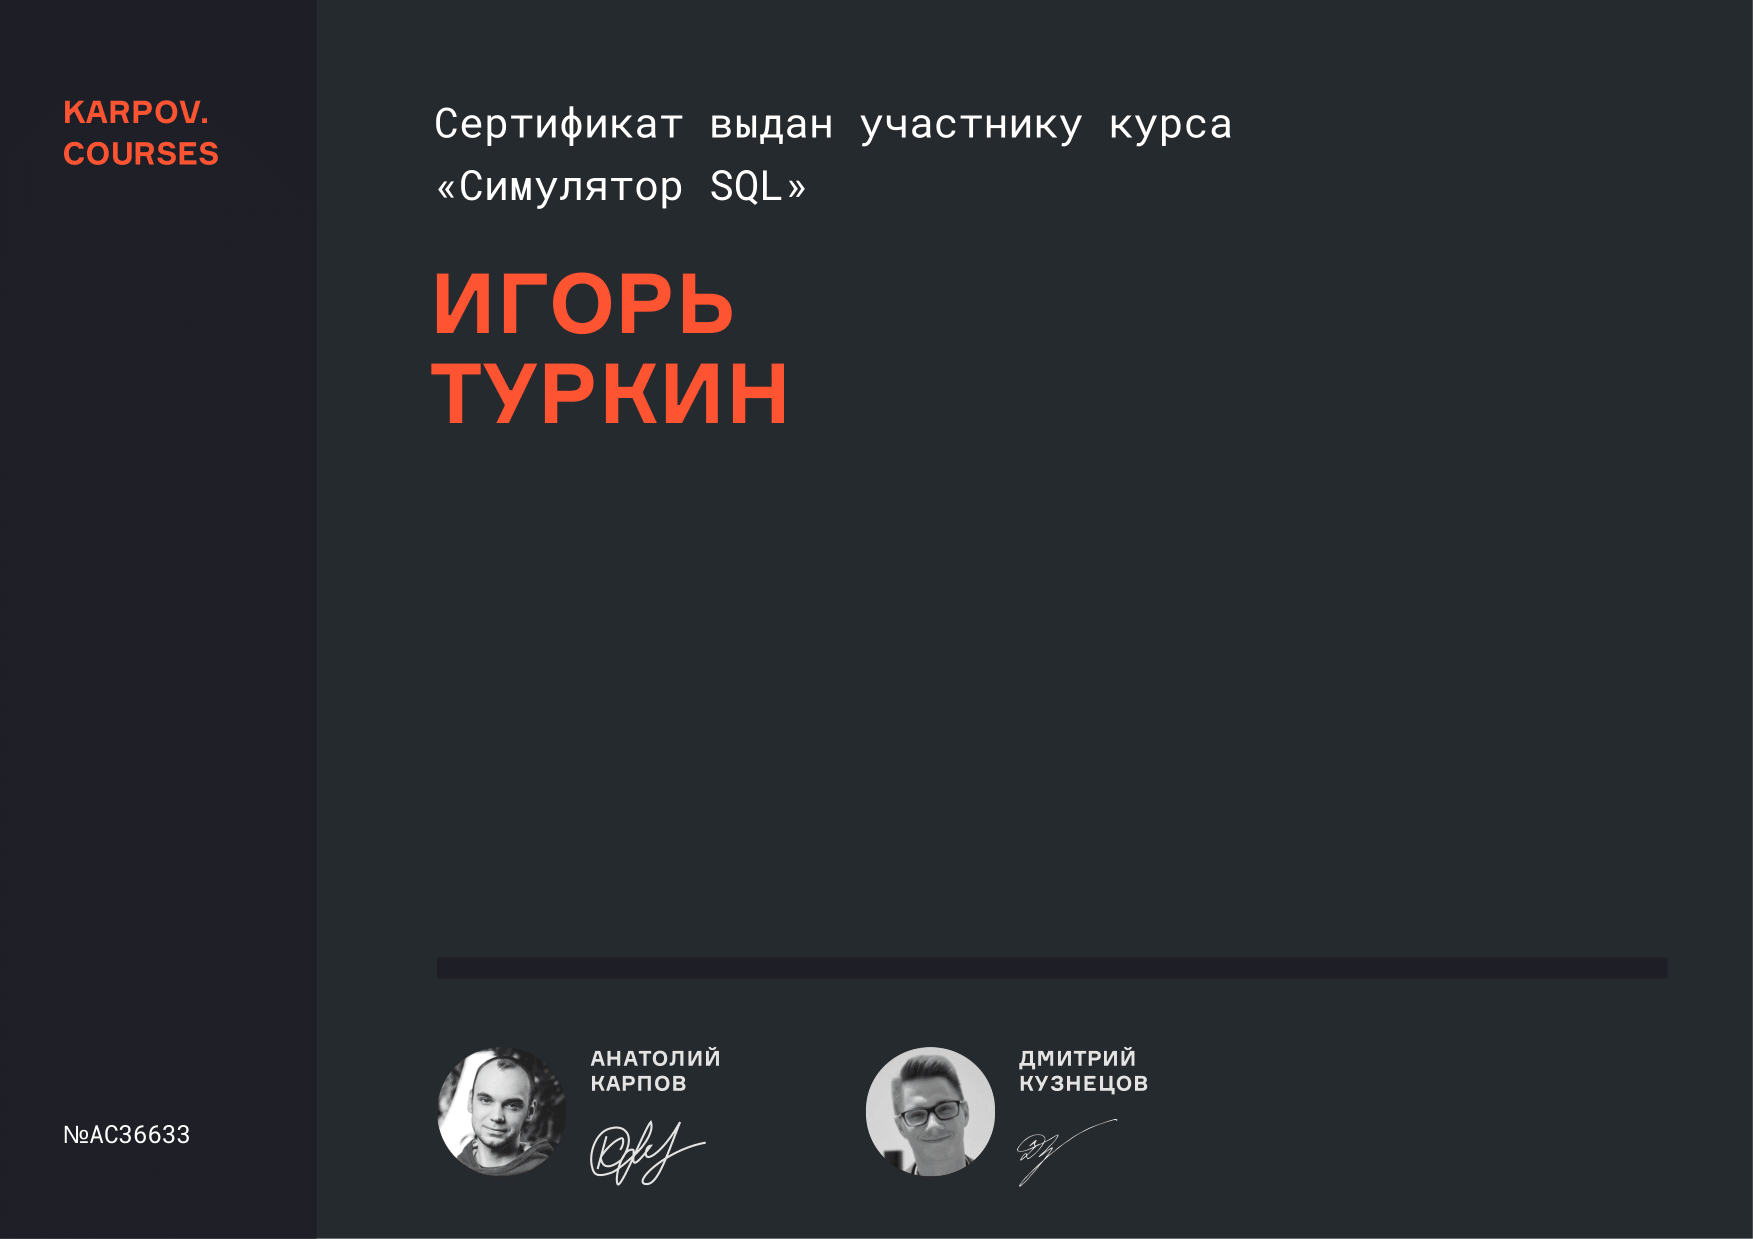 KARPOV.
COURSES
Сертификат выдан участнику курса
«Симулятор SQL»
ИГОРЬ
ТУРКИН
АНАТОЛИЙ
КАРПОВ
ДМИТРИЙ
КУЗНЕЦОВ
№AC36633